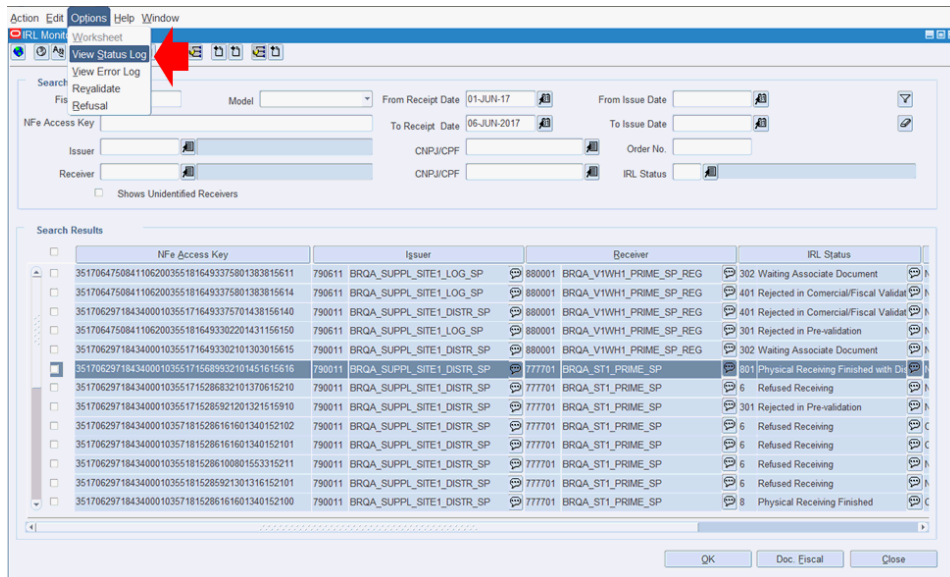 Action Edit Options Help Window
IRL Monito
Worksheet
View Status Log
View Error Log
Revalidate
Refusal
Search
Fis
Model
From Receipt Date 01-JUN-17
From Issue Date
NFe Access Key
To Receipt Date 06-JUN-2017
To Issue Date
Issuer
CNPJ/CPF
Order No.
Receiver
CNPJ/CPF
IRL Status
Shows Unidentified Receivers
Search Results
NFe Access Key Issuer Receiver IRL Status
35170647508411062003551816493375801383815611 790611 BRQA_SUPPL_SITE1_LOG_SP 880001 BRQA_V1WH1_PRIME_SP_REG 302 Waiting Associate Document
35170647508411062003551816493375801383815614 790611 BRQA_SUPPL_SITE1_LOG_SP 880001 BRQA_V1WH1_PRIME_SP_REG 401 Rejected in Comercial/Fiscal Validat
35170629718434000103551716493375701438156140 790011 BRQA_SUPPL_SITE1_DISTR_SP 880001 BRQA_V1WH1_PRIME_SP_REG 401 Rejected in Comercial/Fiscal Validat
35170647508411062003551816493302201431156150 790611 BRQA_SUPPL_SITE1_LOG_SP 880001 BRQA_V1WH1_PRIME_SP_REG 301 Rejected in Pre-validation
35170629718434000103551716493302101303015615 790011 BRQA_SUPPL_SITE1_DISTR_SP 880001 BRQA_V1WH1_PRIME_SP_REG 302 Waiting Associate Document
35170629718434000103551715689932101451615616 790011 BRQA_SUPPL_SITE1_DISTR_SP 777701 BRQA_ST1_PRIME_SP 801 Physical Receiving Finished with Dis
35170629718434000103551715286832101370615210 790011 BRQA_SUPPL_SITE1_DISTR_SP 777701 BRQA_ST1_PRIME_SP 6 Refused Receiving
35170629718434000103551715285921201321515910 790011 BRQA_SUPPL_SITE1_DISTR_SP 777701 BRQA_ST1_PRIME_SP 301 Rejected in Pre-validation
35170629718434000103571815286161601340152102 790011 BRQA_SUPPL_SITE1_DISTR_SP 777701 BRQA_ST1_PRIME_SP 6 Refused Receiving
35170629718434000103551815286161601340152101 790011 BRQA_SUPPL_SITE1_DISTR_SP 777701 BRQA_ST1_PRIME_SP 6 Refused Receiving
35170629718434000103551815286100801553315211 790011 BRQA_SUPPL_SITE1_DISTR_SP 777701 BRQA_ST1_PRIME_SP 6 Refused Receiving
35170629718434000103551815285921301316152101 790011 BRQA_SUPPL_SITE1_DISTR_SP 777701 BRQA_ST1_PRIME_SP 6 Refused Receiving
35170629718434000103571815286161601340152100 790011 BRQA_SUPPL_SITE1_DISTR_SP 777701 BRQA_ST1_PRIME_SP 8 Physical Receiving Finished
OK Doc. Fiscal Close